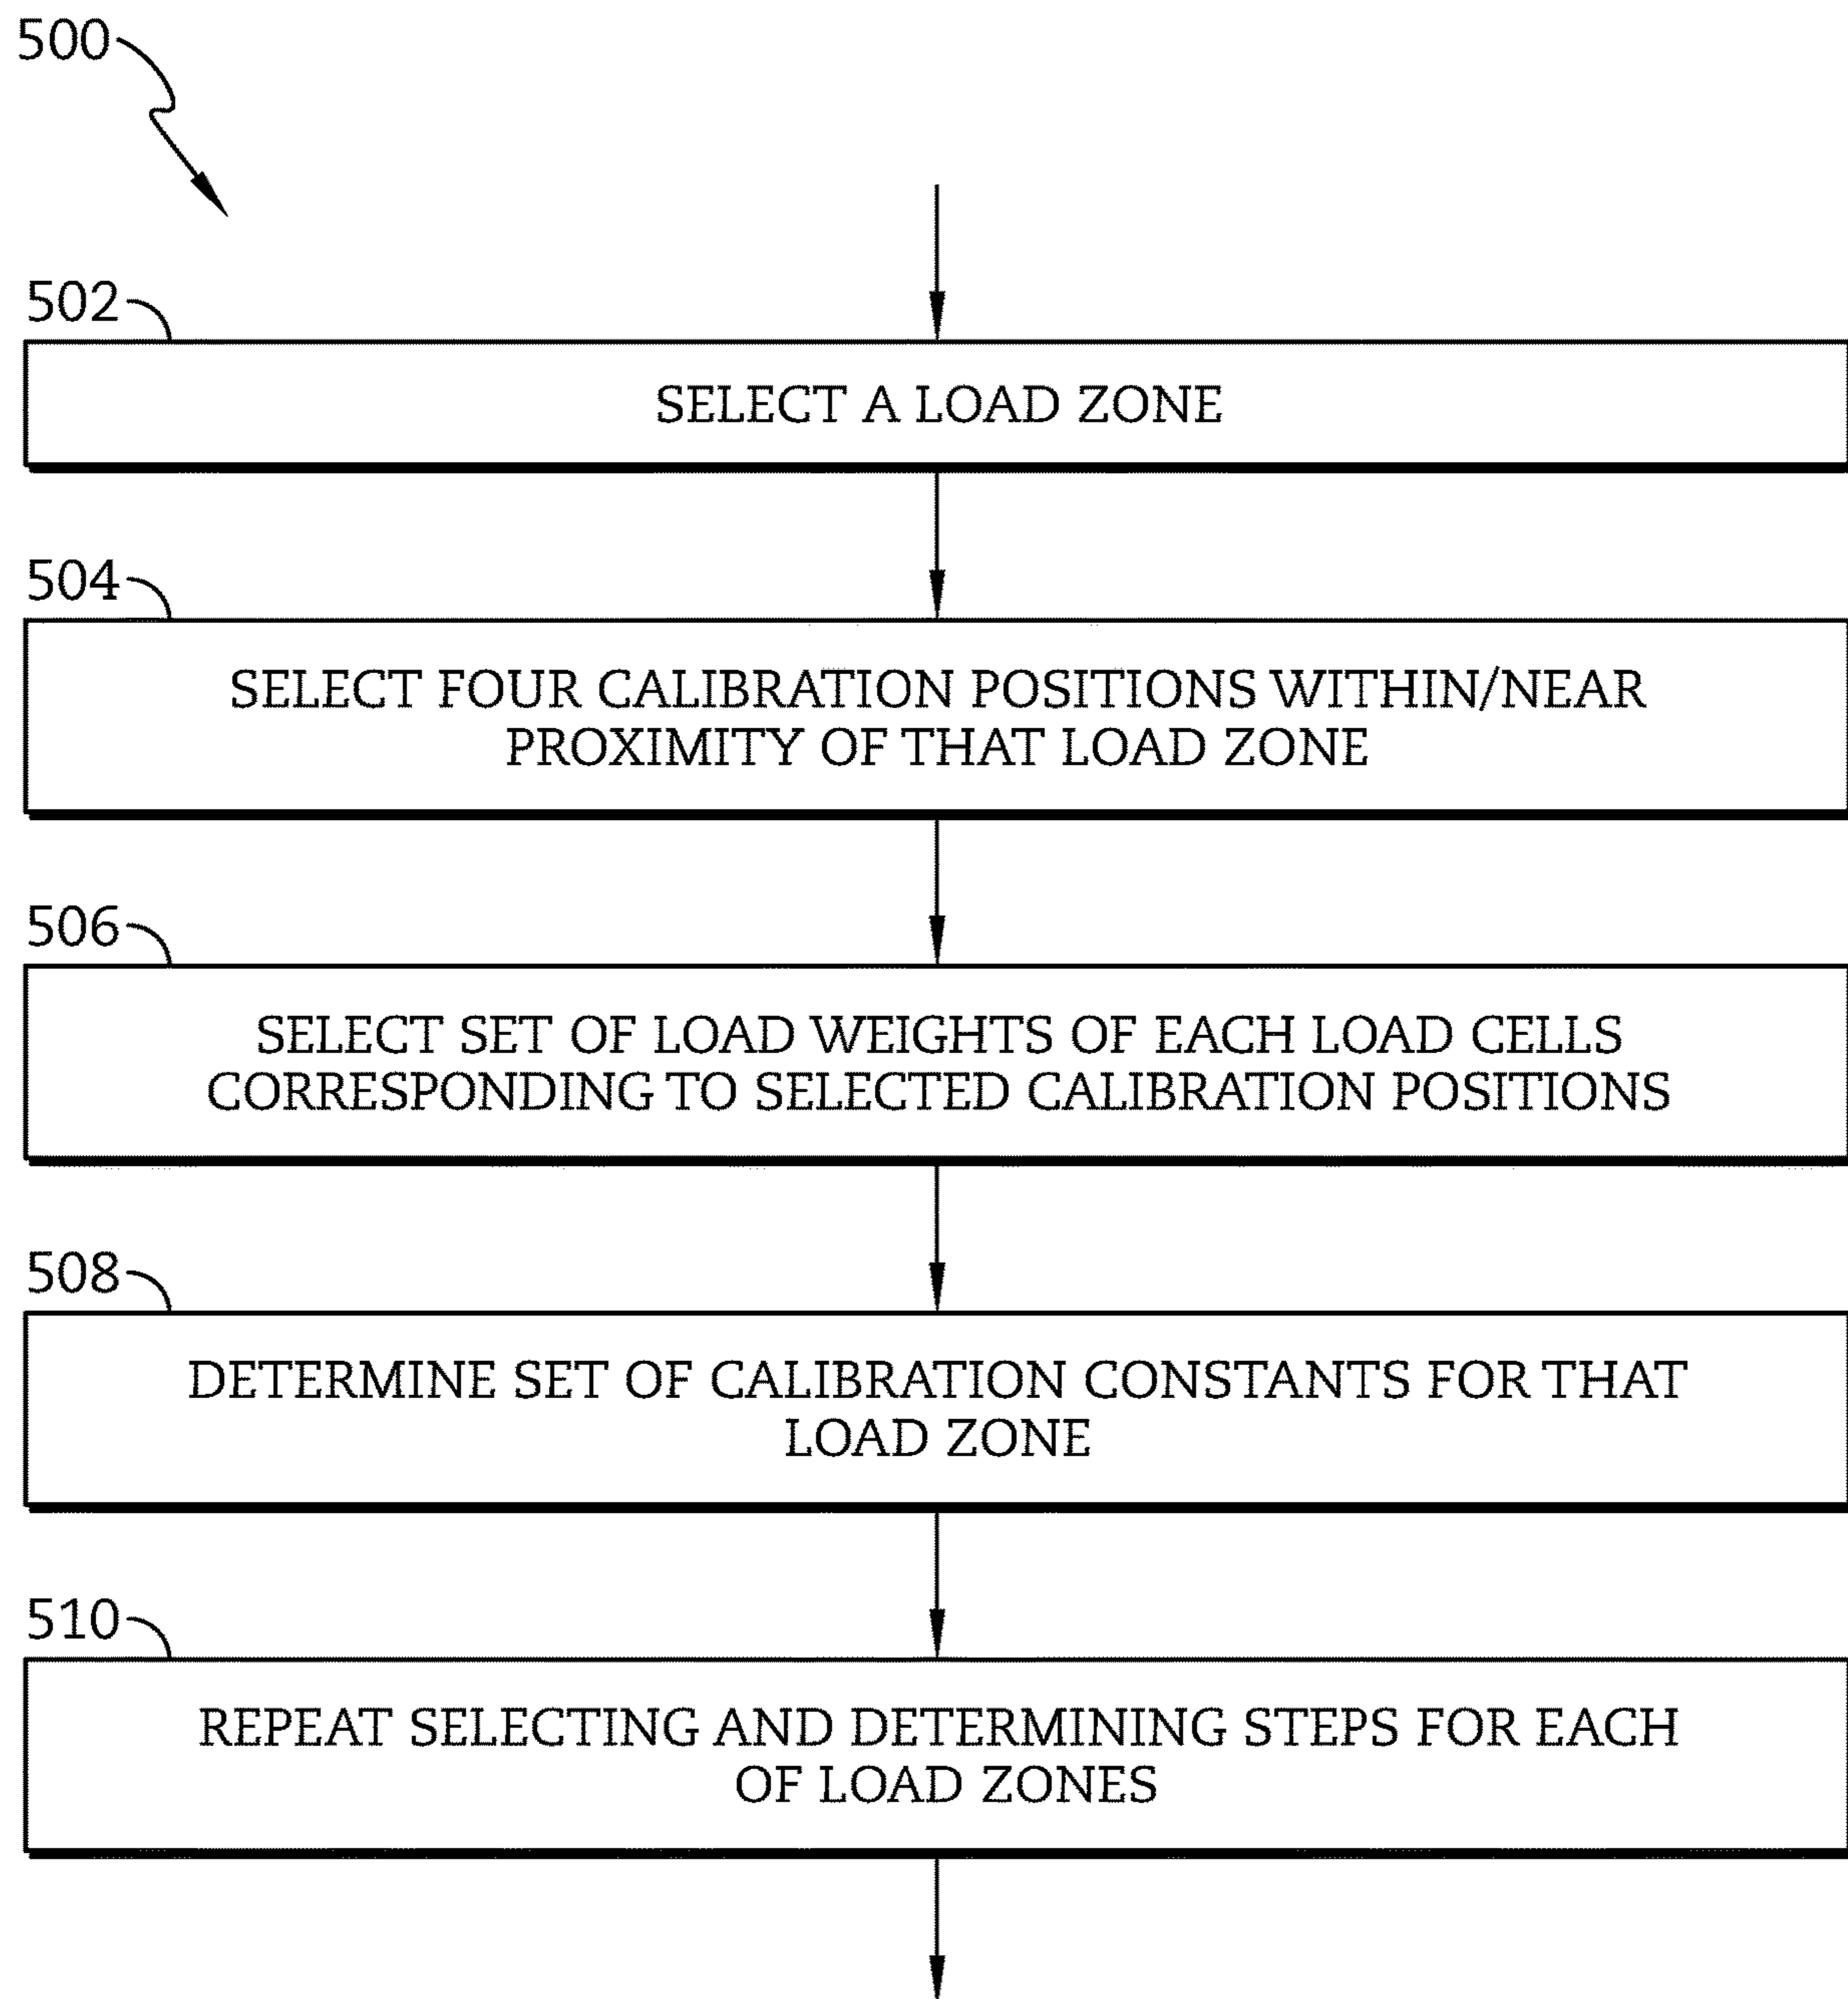 500
502
SELECT A LOAD ZONE
504
SELECT FOUR CALIBRATION POSITIONS WITHIN/NEAR
PROXIMITY OF THAT LOAD ZONE
506
SELECT SET OF LOAD WEIGHTS OF EACH LOAD CELLS
CORRESPONDING TO SELECTED CALIBRATION POSITIONS
508
DETERMINE SET OF CALIBRATION CONSTANTS FOR THAT
LOAD ZONE
510
REPEAT SELECTING AND DETERMINING STEPS FOR EACH
OF LOAD ZONES